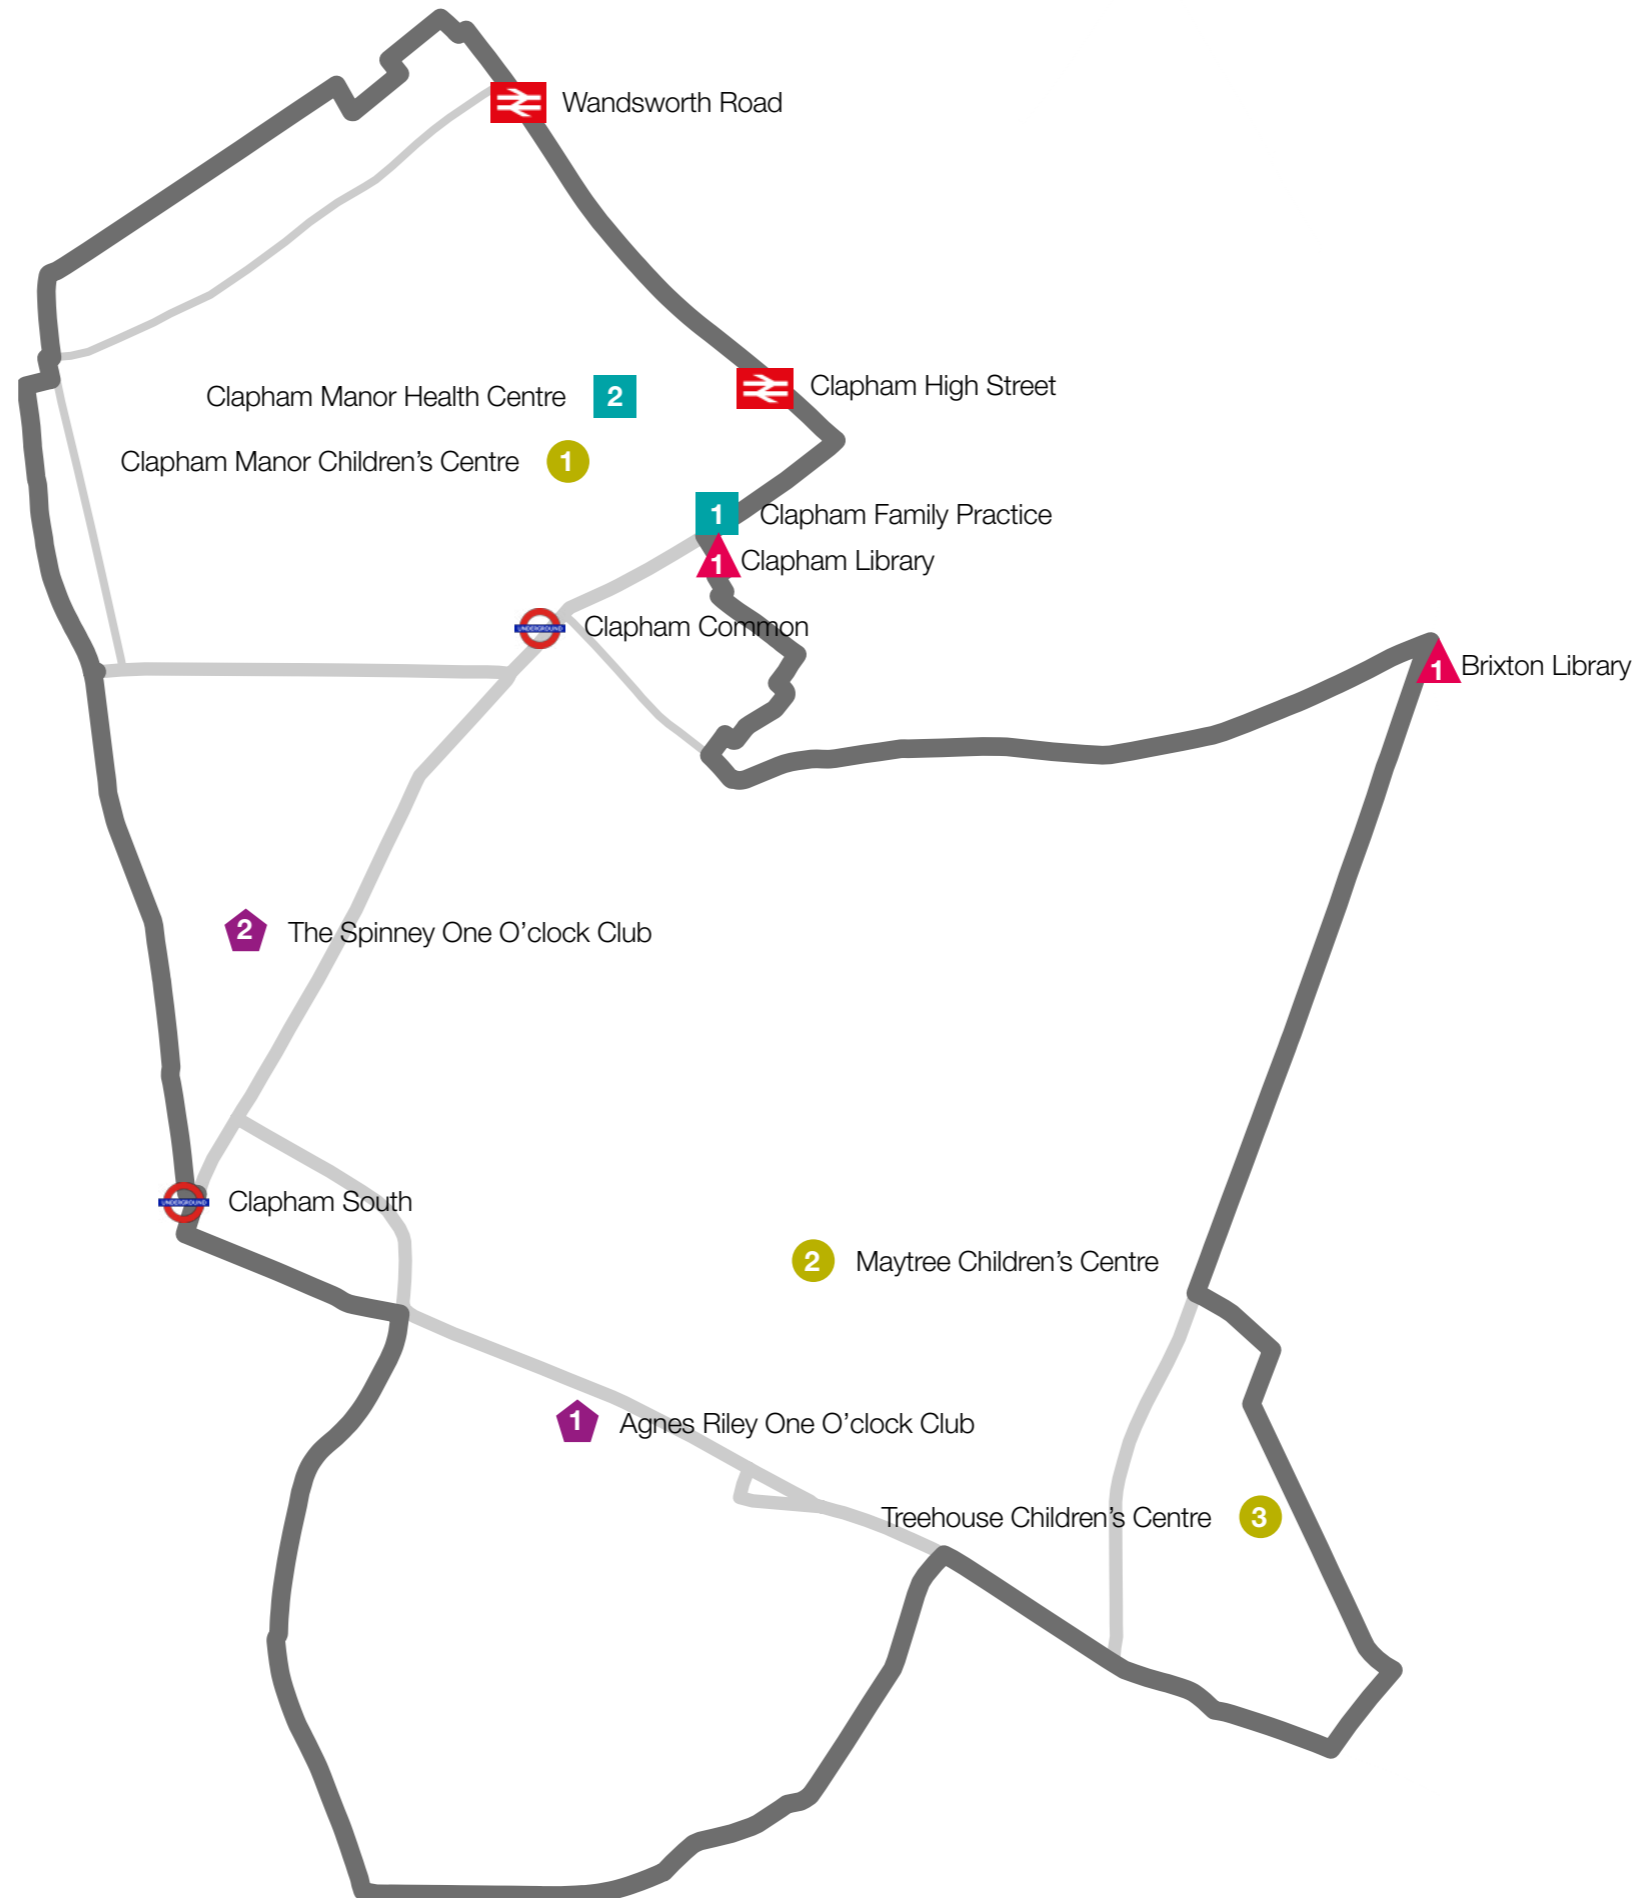 Wandsworth Road
Clapham High Street
Clapham Manor Health Centre 2
Clapham Manor Children’s Centre 1
1 Clapham Family Practice
1 Clapham Library
UNDERGROUND Clapham Common
1 Brixton Library
2 The Spinney One O’clock Club
UNDERGROUND Clapham South
2 Maytree Children’s Centre
1 Agnes Riley One O’clock Club
Treehouse Children’s Centre 3